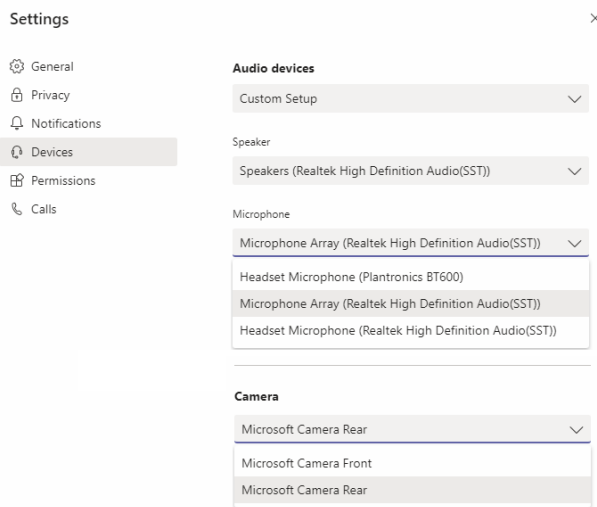 Settings
General
Privacy
Notifications
Devices
Permissions
Calls
Audio devices
Custom Setup
Speaker
Speakers (Realtek High Definition Audio(SST))
Microphone
Microphone Array (Realtek High Definition Audio(SST))
Headset Microphone (Plantronics BT600)
Microphone Array (Realtek High Definition Audio(SST))
Headset Microphone (Realtek High Definition Audio(SST))
Camera
Microsoft Camera Rear
Microsoft Camera Front
Microsoft Camera Rear